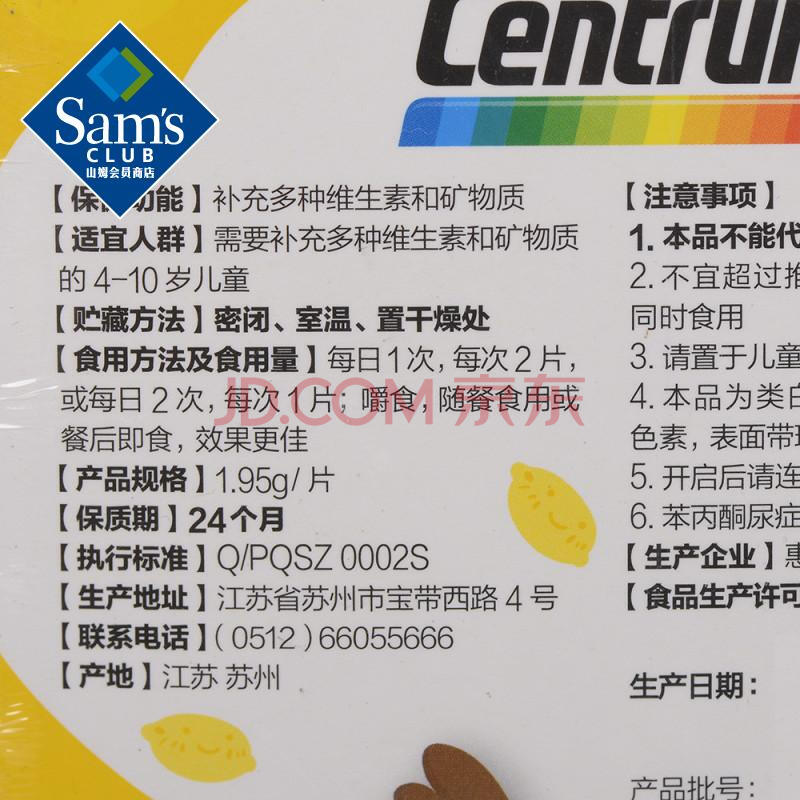 Centrum
Sam's
CLUB
山姆会员商店
【保健功能】补充多种维生素和矿物质
【适宜人群】需要补充多种维生素和矿物质
的 4-10 岁儿童
【贮藏方法】密闭、室温、置干燥处
【食用方法及食用量】每日1次,每次2片,
或每日2次,每次1片;嚼食,随餐食用或
餐后即食,效果更佳
【产品规格】1.95g/片
【保质期】24个月
【执行标准】Q/PQSZ 0002S
【生产地址】江苏省苏州市宝带西路4号
【联系电话】(0512)66055666
【产地】江苏 苏州
JD.COM 京东
【注意事项】
1. 本品不能代
2. 不宜超过推
同时食用
3. 请置于儿童
4. 本品为类白
色素,表面带
5. 开启后请连
6. 苯丙酮尿症
【生产企业】惠
【食品生产许可
生产日期:
产品批号: